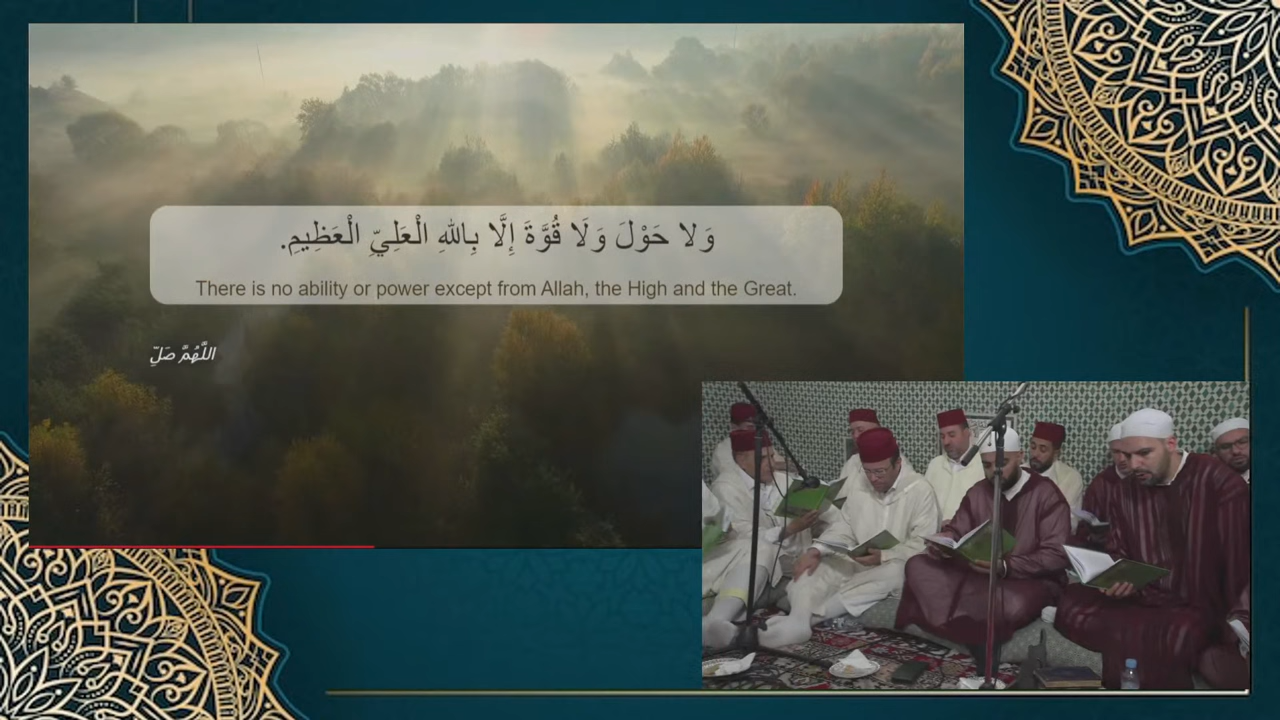 وَلا حَوْلَ وَلَا قُوَّةَ إِلَّا بِاللهِ الْعَلِيِّ الْعَظِيمِ.
There is no ability or power except from Allah, the High and the Great.
اللَّهُمَّ صَلِّ